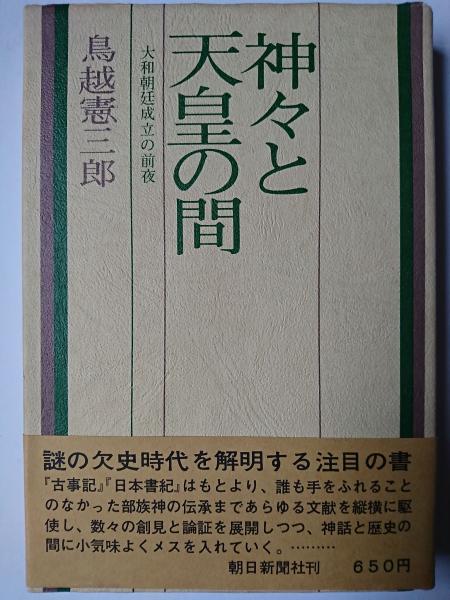 神々と
天皇の間
大和朝廷成立の前夜
鳥越憲三郎
謎の欠史時代を解明する注目の書
『古事記』『日本書紀』はもとより、誰も手をふれること
のなかった部族神の伝承まであらゆる文献を縦横に駆
使し、数々の創見と論証を展開しつつ、神話と歴史の
間に小気味よくメスを入れていく。………
朝日新聞社刊 650円